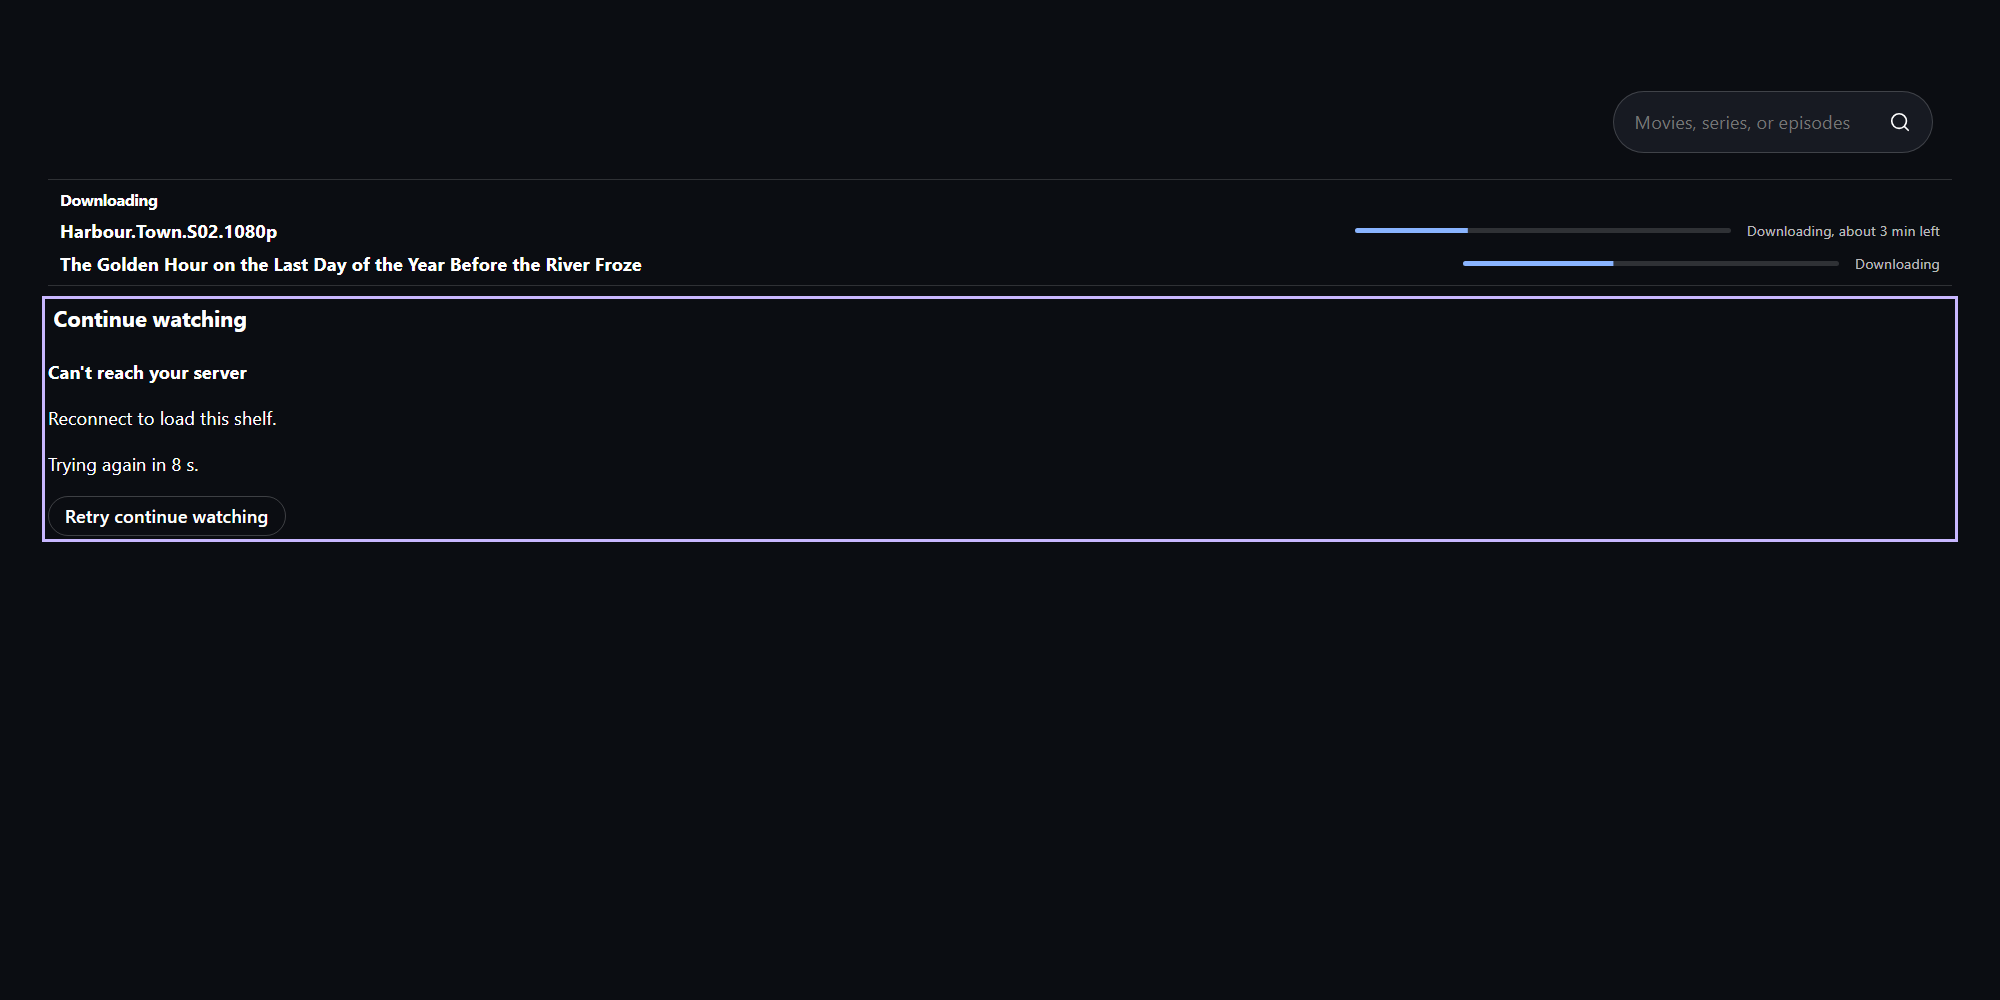 Movies, series, or episodes
Downloading
Harbour.Town.S02.1080p
Downloading, about 3 min left
The Golden Hour on the Last Day of the Year Before the River Froze
Downloading
Continue watching
Can't reach your server
Reconnect to load this shelf.
Trying again in 8 s.
Retry continue watching